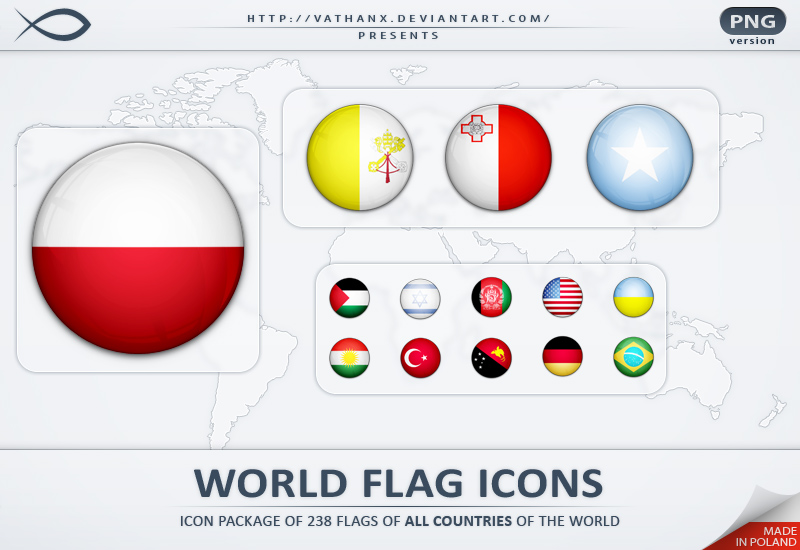 HTTP://VATHANX.DEVIANTART.COM/
PRESENTS
PNG
version
WORLD FLAG ICONS
ICON PACKAGE OF 238 FLAGS OF ALL COUNTRIES OF THE WORLD
MADE
IN POLAND